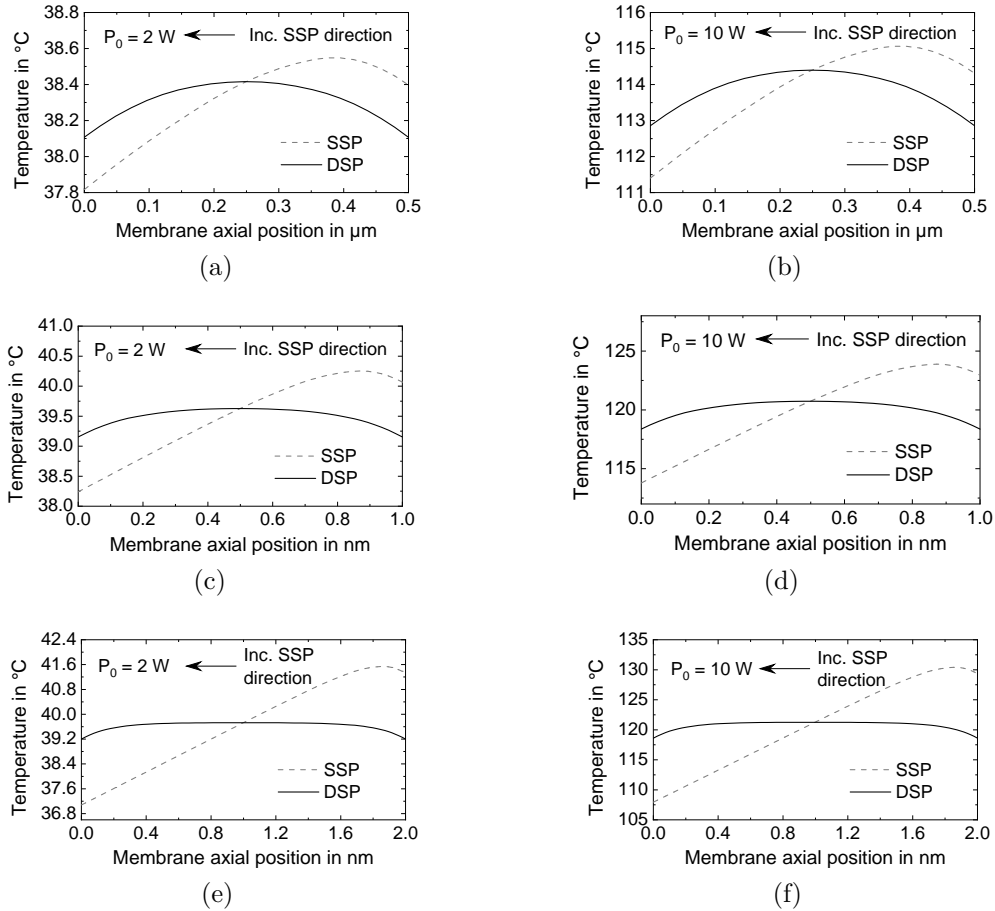 38.8
38.6
38.4
38.2
38.0
37.8
Temperature in °C
P₀ = 2 W
Inc. SSP direction
SSP
DSP
0.0 0.1 0.2 0.3 0.4 0.5
Membrane axial position in µm
(a)
116
115
114
113
112
111
Temperature in °C
P₀ = 10 W
Inc. SSP direction
SSP
DSP
0.0 0.1 0.2 0.3 0.4 0.5
Membrane axial position in µm
(b)
41.0
40.5
40.0
39.5
39.0
38.5
38.0
Temperature in °C
P₀ = 2 W
Inc. SSP direction
SSP
DSP
0.0 0.2 0.4 0.6 0.8 1.0
Membrane axial position in nm
(c)
125
120
115
Temperature in °C
P₀ = 10 W
Inc. SSP direction
SSP
DSP
0.0 0.2 0.4 0.6 0.8 1.0
Membrane axial position in nm
(d)
42.4
41.6
40.8
40.0
39.2
38.4
37.6
36.8
Temperature in °C
P₀ = 2 W
Inc. SSP
direction
SSP
DSP
0.0 0.4 0.8 1.2 1.6 2.0
Membrane axial position in nm
(e)
135
130
125
120
115
110
105
Temperature in °C
P₀ = 10 W
Inc. SSP
direction
SSP
DSP
0.0 0.4 0.8 1.2 1.6 2.0
Membrane axial position in nm
(f)